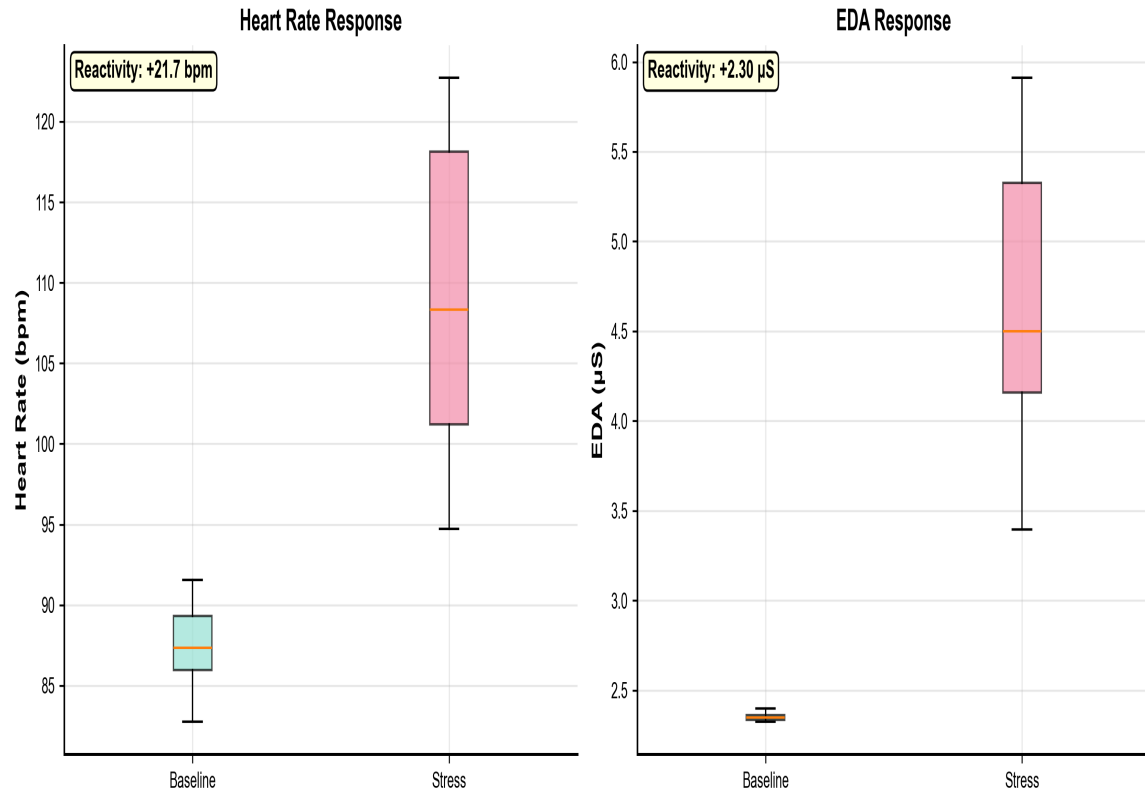 Heart Rate Response
Reactivity: +21.7 bpm
Heart Rate (bpm)
120
115
110
105
100
95
90
85
Baseline
Stress
EDA Response
Reactivity: +2.30 µS
EDA (µS)
6.0
5.5
5.0
4.5
4.0
3.5
3.0
2.5
Baseline
Stress